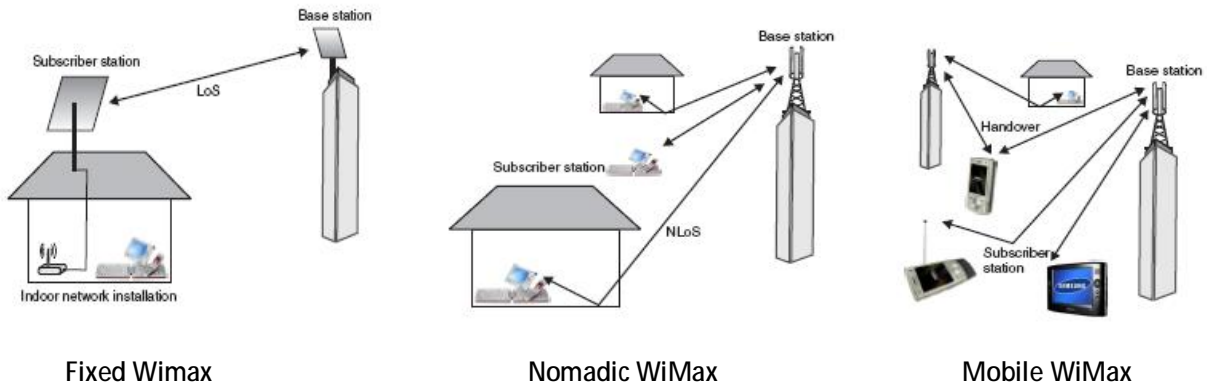 Base station
Subscriber station
LoS
Indoor network installation
Fixed Wimax
Base station
Subscriber station
NLoS
Nomadic WiMax
Base station
Handover
Subscriber
station
SAMSUNG
Mobile WiMax